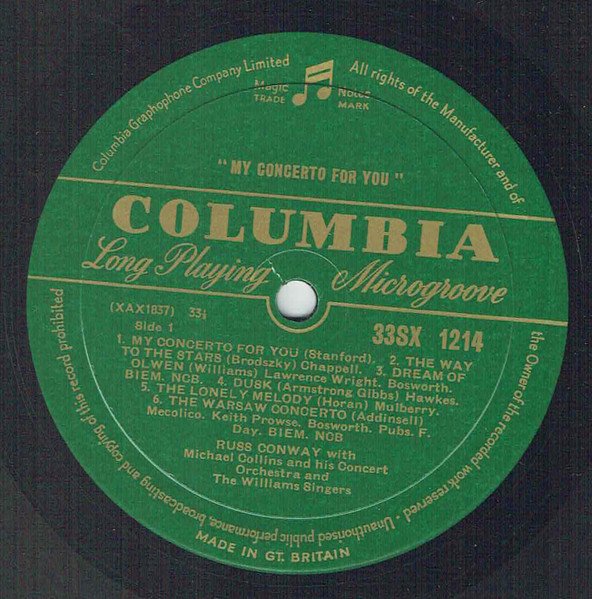 Columbia Graphophone Company Limited
All rights of the Manufacturer and of
the Owner of the recorded work reserved · Unauthorised public performance, broadcasting and copying of this record prohibited
Magic Notes
TRADE MARK
"MY CONCERTO FOR YOU"
COLUMBIA
Long Playing Microgroove
(XAX1837) 33⅓
33SX 1214
Side 1
1. MY CONCERTO FOR YOU (Stanford). 2. THE WAY
TO THE STARS (Brodszky) Chappell. 3. DREAM OF
OLWEN (Williams) Lawrence Wright. Bosworth.
BIEM. NCB. 4. DUSK (Armstrong Gibbs) Hawkes.
5. THE LONELY MELODY (Horan) Mulberry.
6. THE WARSAW CONCERTO (Addinsell)
Mecolico. Keith Prowse. Bosworth. Pubs. F.
Day. BIEM. NCB
RUSS CONWAY with
Michael Collins and his Concert
Orchestra and
The Williams Singers
MADE IN GT. BRITAIN